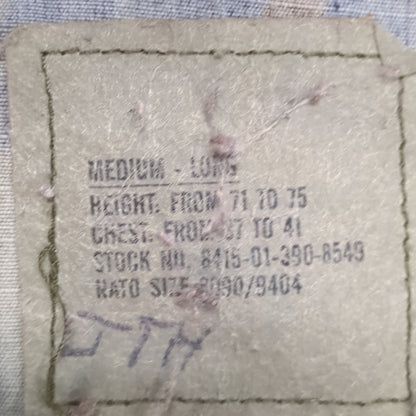 MEDIUM - LONG
HEIGHT: FROM 71 TO 75
CHEST: FROM 37 TO 41
STOCK NO. 8415-01-390-8549
NATO SIZE 8090/9404
JTH